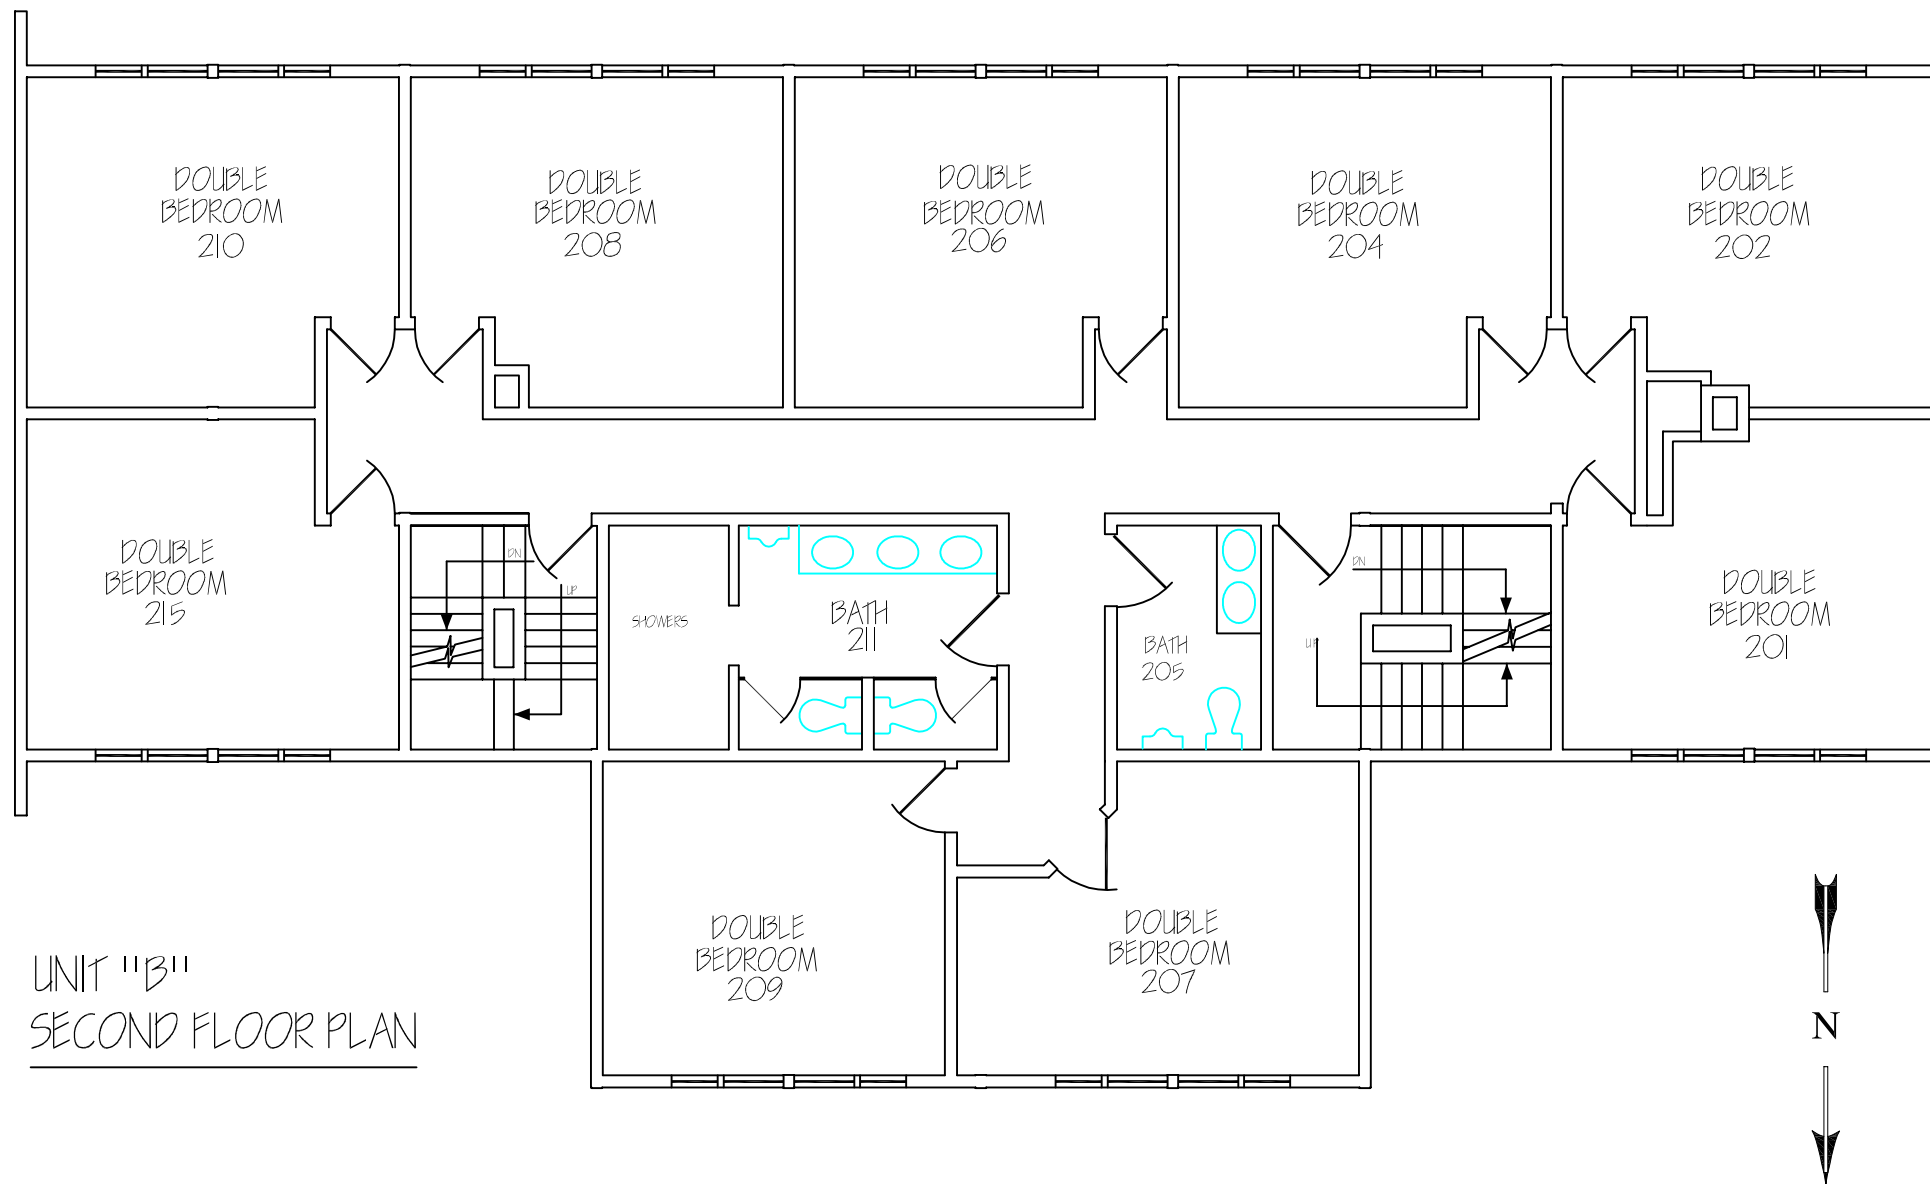 DOUBLE
BEDROOM
210
DOUBLE
BEDROOM
208
DOUBLE
BEDROOM
206
DOUBLE
BEDROOM
204
DOUBLE
BEDROOM
202
DOUBLE
BEDROOM
215
DN
UP
SHOWERS
BATH
211
BATH
205
DN
UP
DOUBLE
BEDROOM
201
DOUBLE
BEDROOM
209
DOUBLE
BEDROOM
207
UNIT "B"
SECOND FLOOR PLAN
N